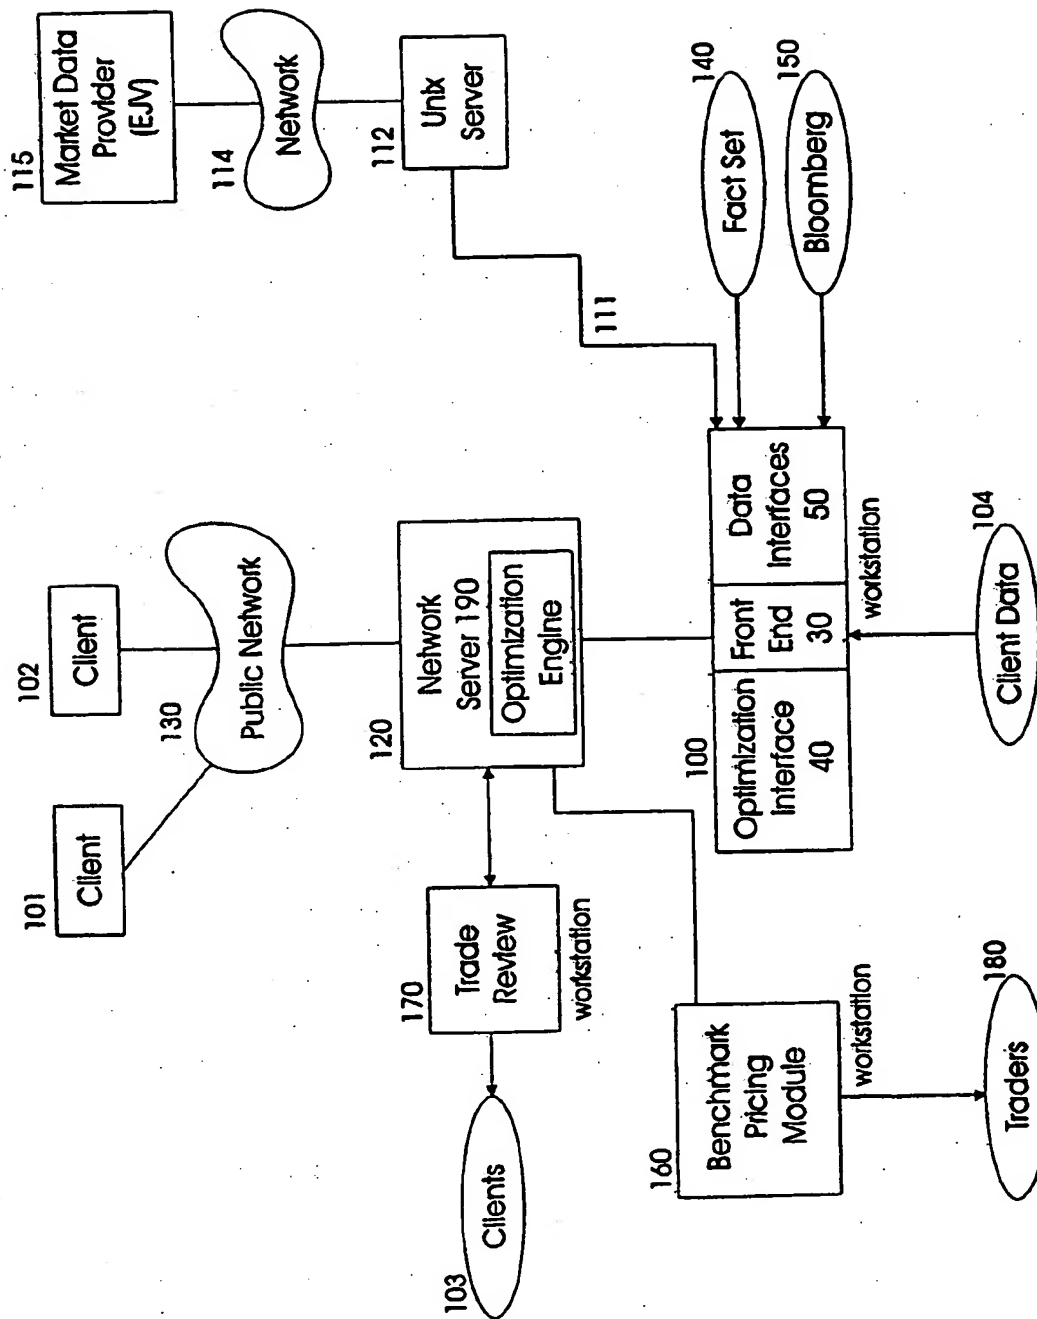 101
Client
102
Client
115
Market Data
Provider
(EJV)
130
Public Network
114
Network
103
Clients
170
Trade
Review
workstation
120
Network
Server 190
Optimization
Engine
112
Unix
Server
111
160
Benchmark
Pricing
Module
workstation
100
Optimization
Interface
40
Front
End
30
Data
Interfaces
50
workstation
140
Fact Set
150
Bloomberg
180
Traders
104
Client Data